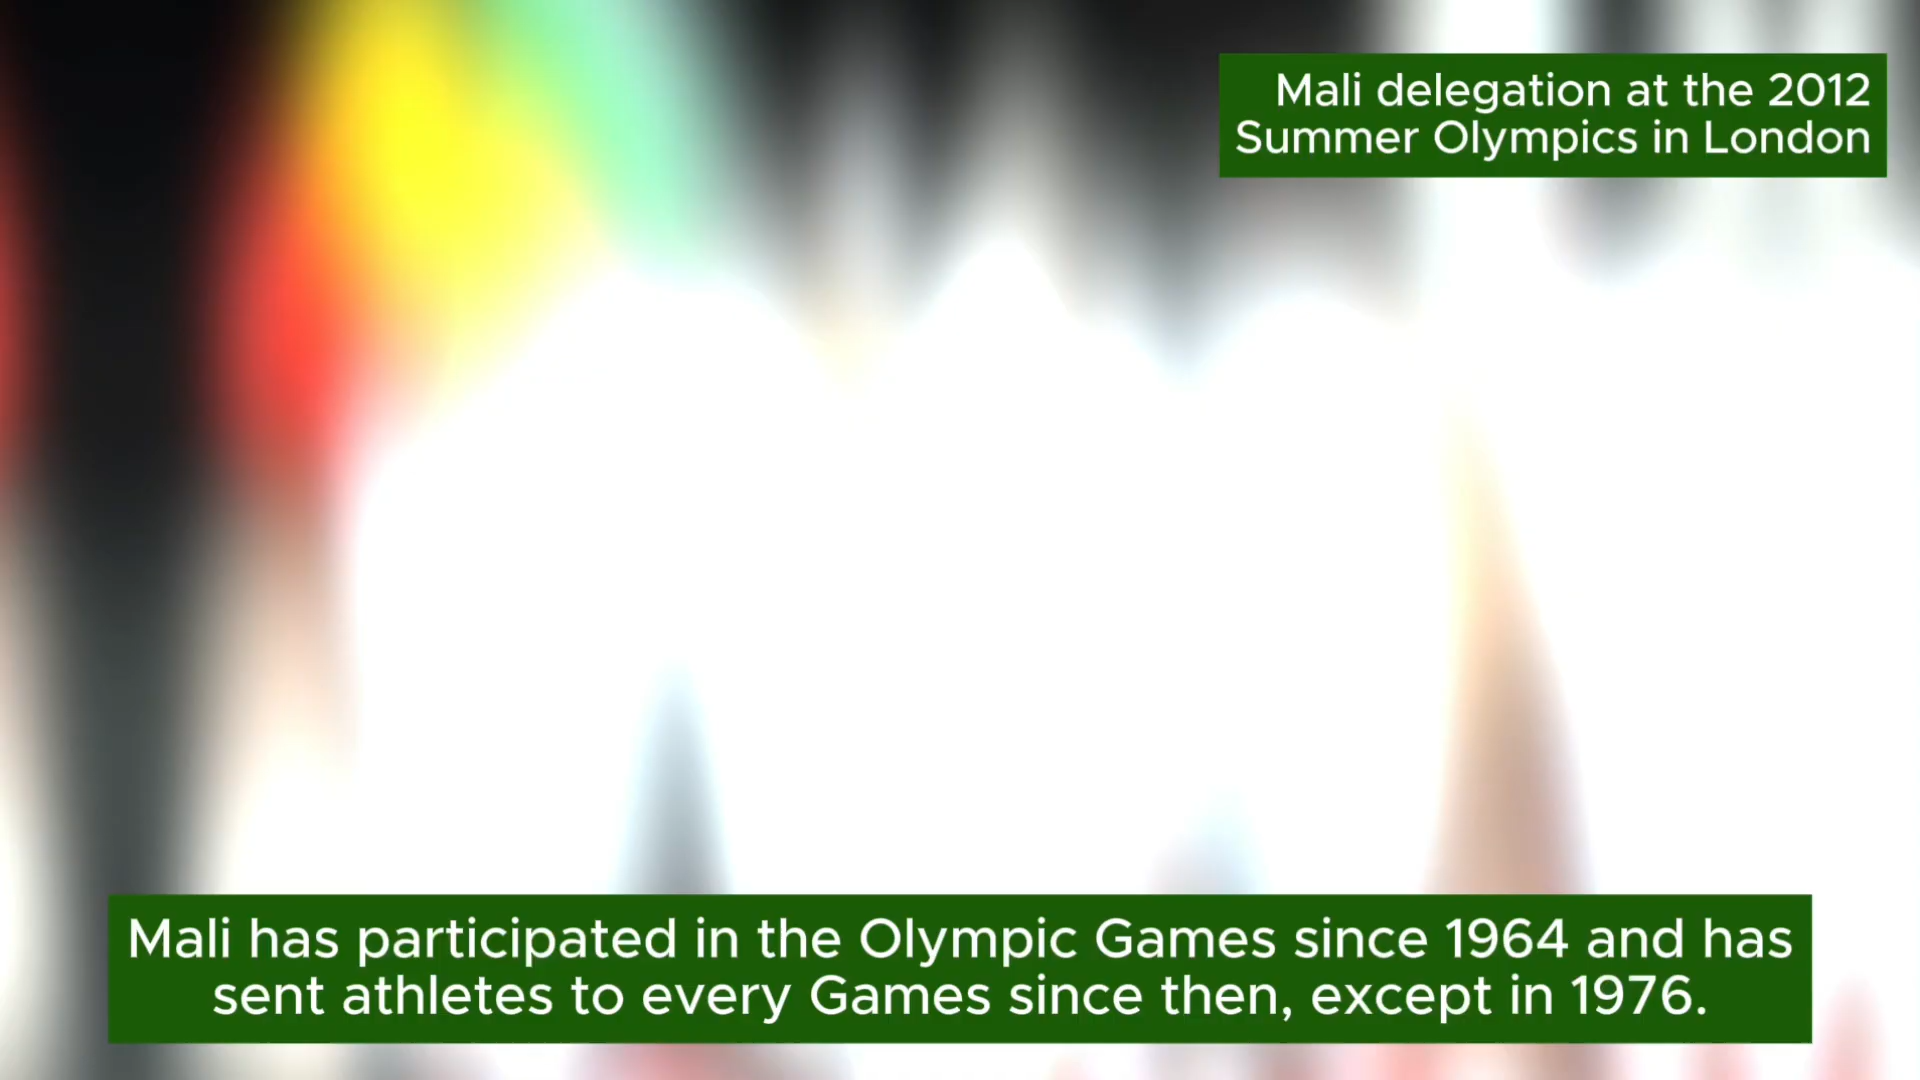 Mali delegation at the 2012
Summer Olympics in London
Mali has participated in the Olympic Games since 1964 and has
sent athletes to every Games since then, except in 1976.